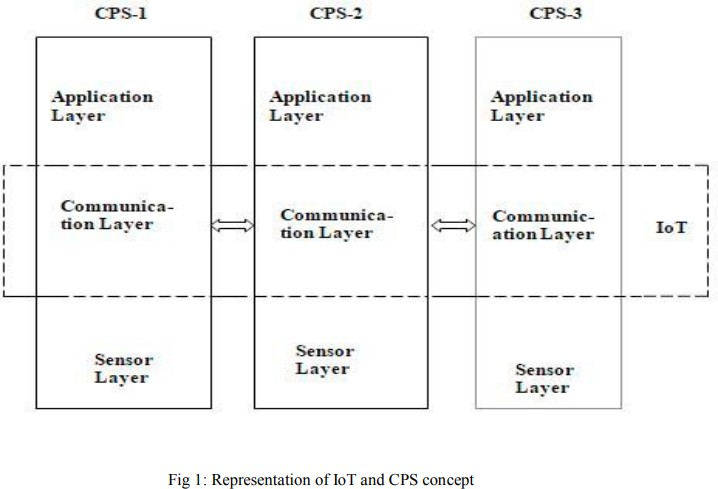 CPS-1
CPS-2
CPS-3
Application
Layer
Application
Layer
Application
Layer
Communica-
tion Layer
Communica-
tion Layer
Communic-
ation Layer
IoT
Sensor
Layer
Sensor
Layer
Sensor
Layer
Fig 1: Representation of IoT and CPS concept